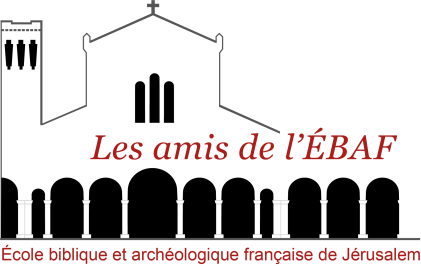 Les amis de l'ÉBAF
École biblique et archéologique française de Jérusalem